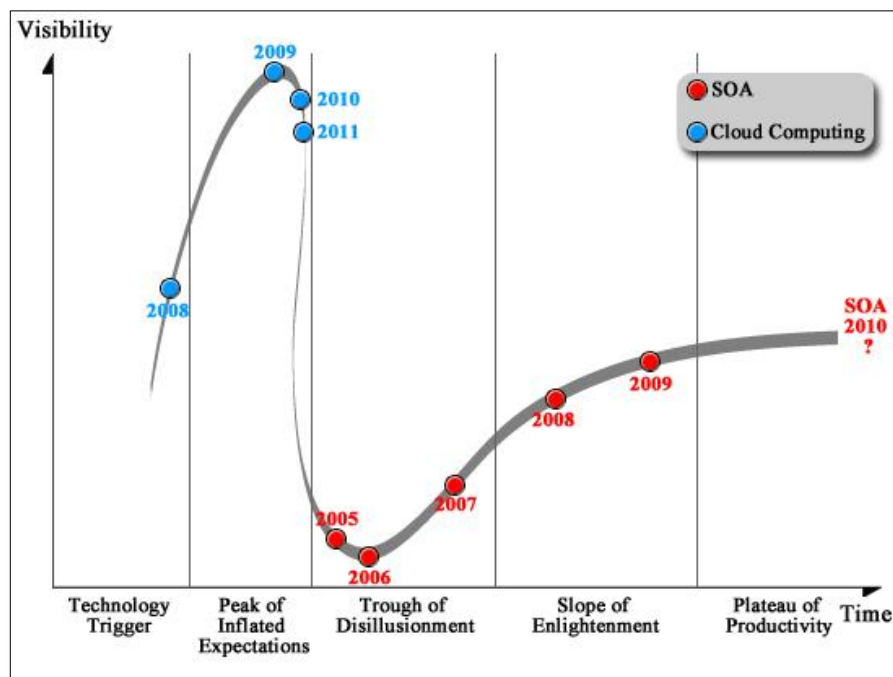 Visibility
2009
2010
2011
2008
SOA
Cloud Computing
SOA
2010
?
2009
2008
2007
2005
2006
Technology
Trigger
Peak of
Inflated
Expectations
Trough of
Disillusionment
Slope of
Enlightenment
Plateau of
Productivity
Time